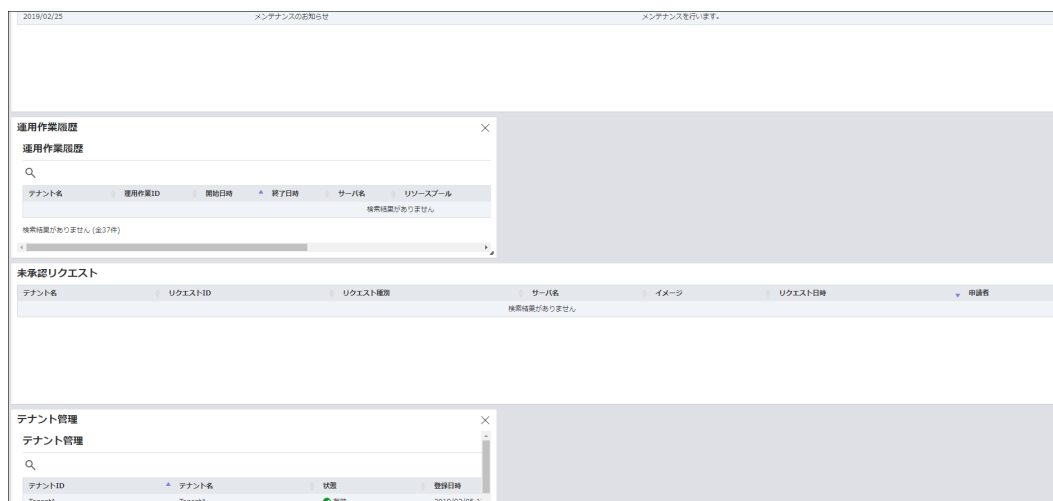 2019/02/25 メンテナンスのお知らせ メンテナンスを行います。
運用作業履歴
運用作業履歴
テナント名 運用作業ID 開始日時 終了日時 サーバ名 リソースプール
検索結果がありません
検索結果がありません (全37件)
未承認リクエスト
テナント名 リクエストID リクエスト種別 サーバ名 イメージ リクエスト日時 申請者
検索結果がありません
テナント管理
テナント管理
テナントID テナント名 状態 登録日時